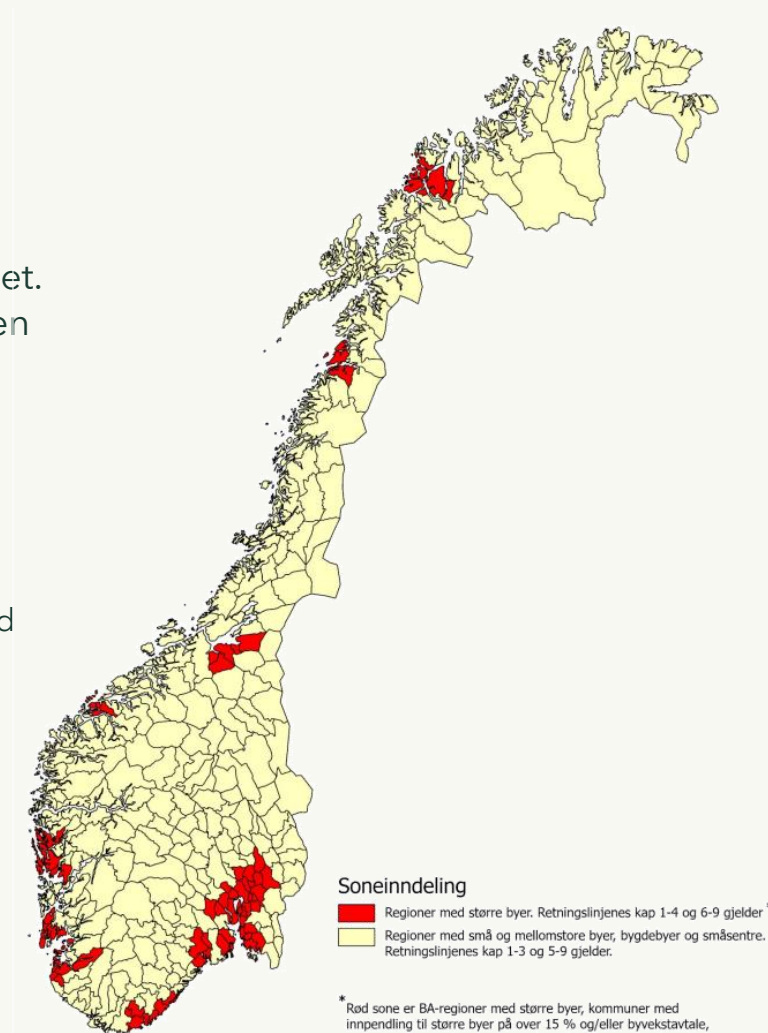 et.
en
d
Soneinndeling
Regioner med større byer. Retningslinjenes kap 1-4 og 6-9 gjelder *
Regioner med små og mellomstore byer, bygdebyer og småsentre.
Retningslinjenes kap 1-3 og 5-9 gjelder.
* Rød sone er BA-regioner med større byer, kommuner med
innpendling til større byer på over 15 % og/eller byvekstavtale,